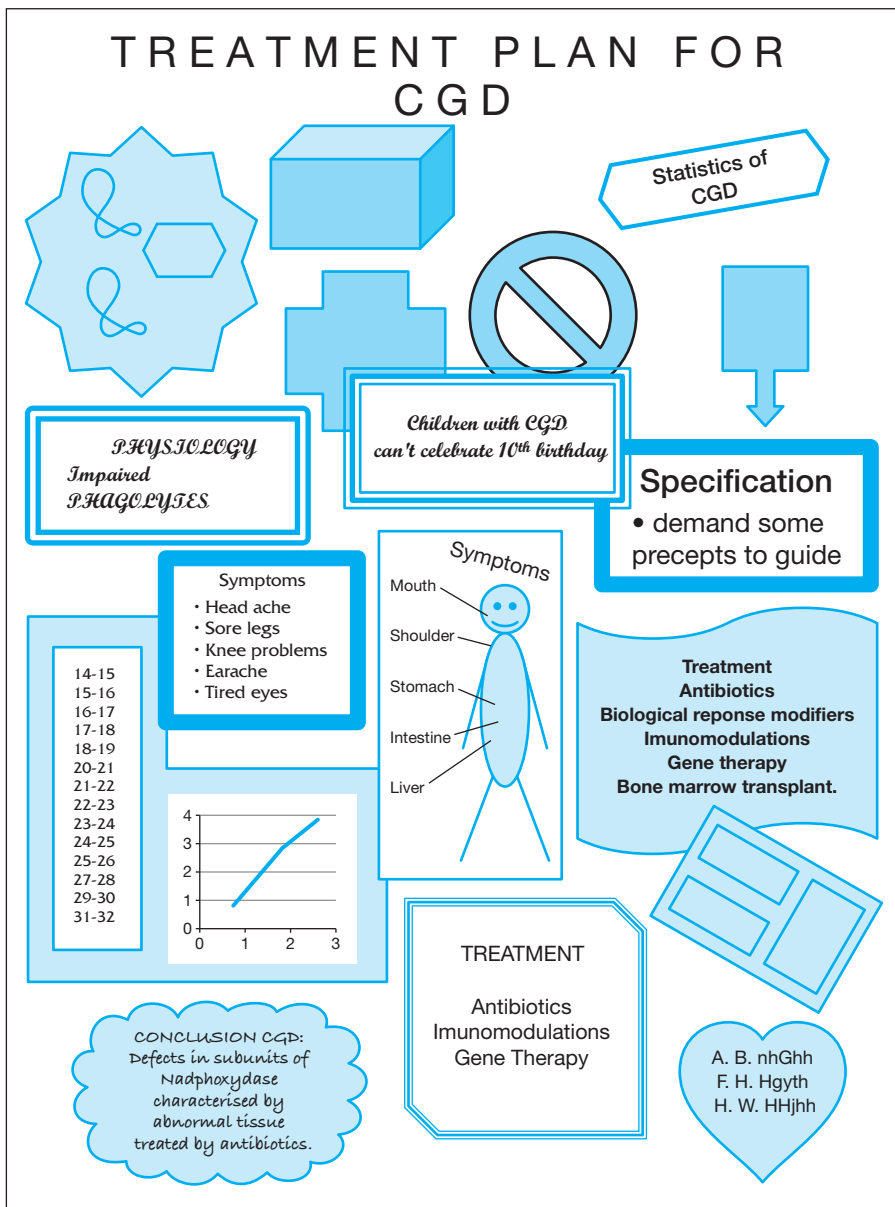 TREATMENT PLAN FOR
CGD
Statistics of
CGD
Children with CGD
can't celebrate 10th birthday
PHYSIOLOGY
Impaired
PHAGOLYTES
Specification
• demand some
precepts to guide
Symptoms
• Head ache
• Sore legs
• Knee problems
• Earache
• Tired eyes
Symptoms
Mouth
Shoulder
Stomach
Intestine
Liver
Treatment
Antibiotics
Biological reponse modifiers
Imunomodulations
Gene therapy
Bone marrow transplant.
14-15
15-16
16-17
17-18
18-19
20-21
21-22
22-23
23-24
24-25
25-26
27-28
29-30
31-32
4
3
2
1
0
0 1 2 3
TREATMENT
Antibiotics
Imunomodulations
Gene Therapy
CONCLUSION CGD:
Defects in subunits of
Nadphoxydase
characterised by
abnormal tissue
treated by antibiotics.
A. B. nhGhh
F. H. Hgyth
H. W. HHjhh